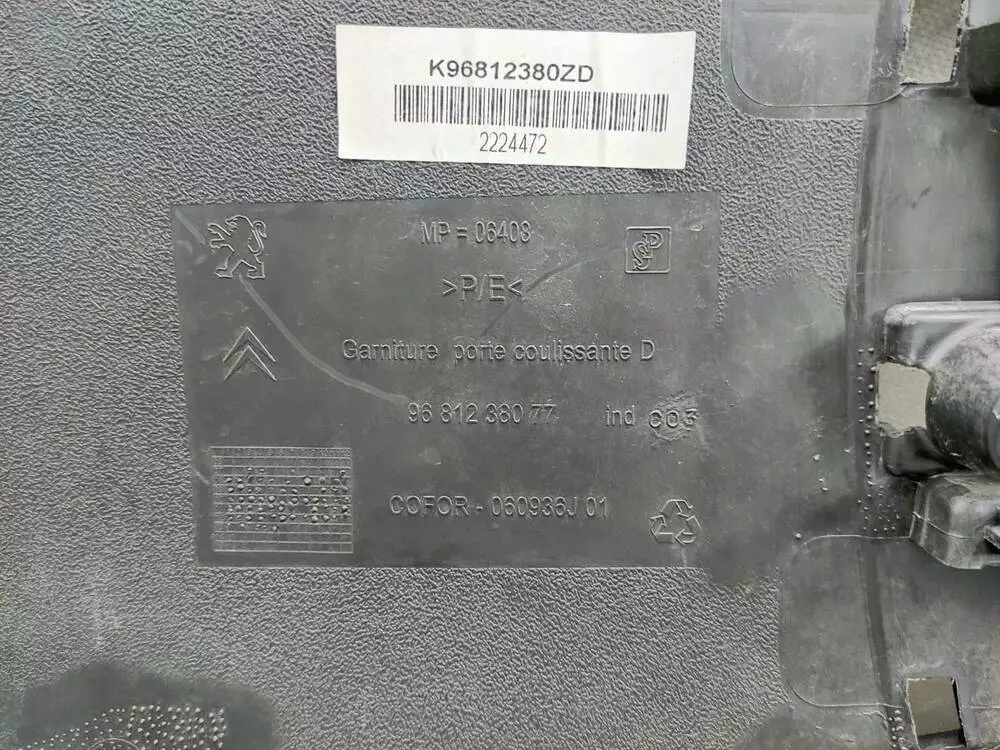 K96812380ZD
2224472
MP = 06408
>P/E<
Garniture porte coulissante D
96 812 380 77 ind C03
COFOR - 060936J 01